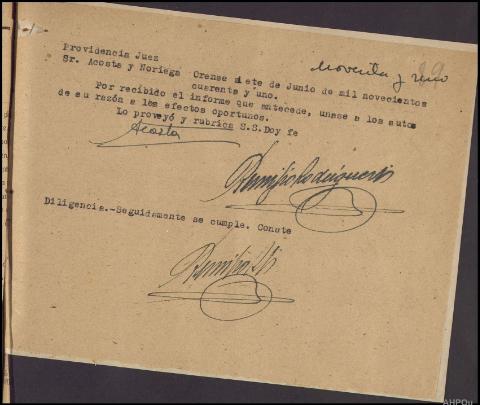 Noventa y uno
Providencia Juez
Sr. Acosta y Noriega Orense siete de Junio de mil novecientos
cuarenta y uno.
Por recibido el informe que antecede, unase a los autos
de su razón a los efectos oportunos.
Lo proveyó y rubrica S.S. Doy fe
Acosta
Diligencia.-Seguidamente se cumple. Conste
AHPOu